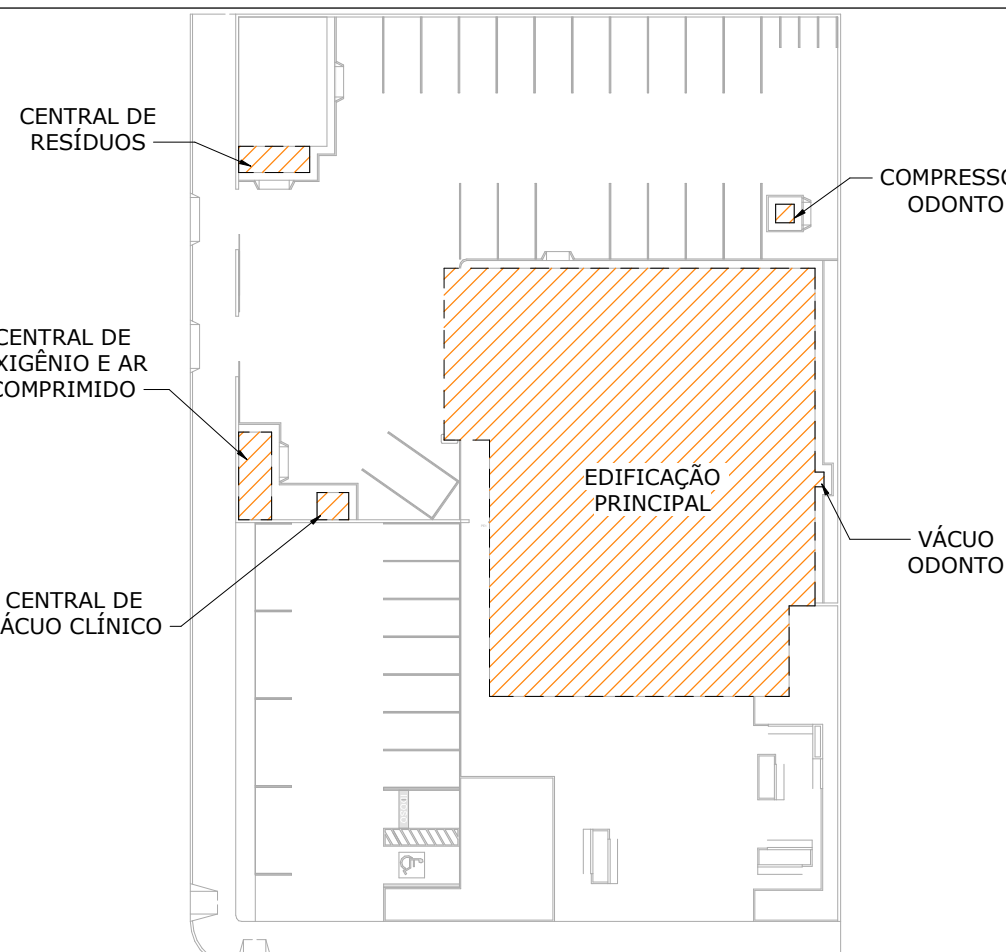 CENTRAL DE
RESÍDUOS
COMPRESSO
ODONTO
CENTRAL DE
XIGÊNIO E AR
COMPRIMIDO
EDIFICAÇÃO
PRINCIPAL
VÁCUO
ODONTO
CENTRAL DE
ÁCUO CLÍNICO